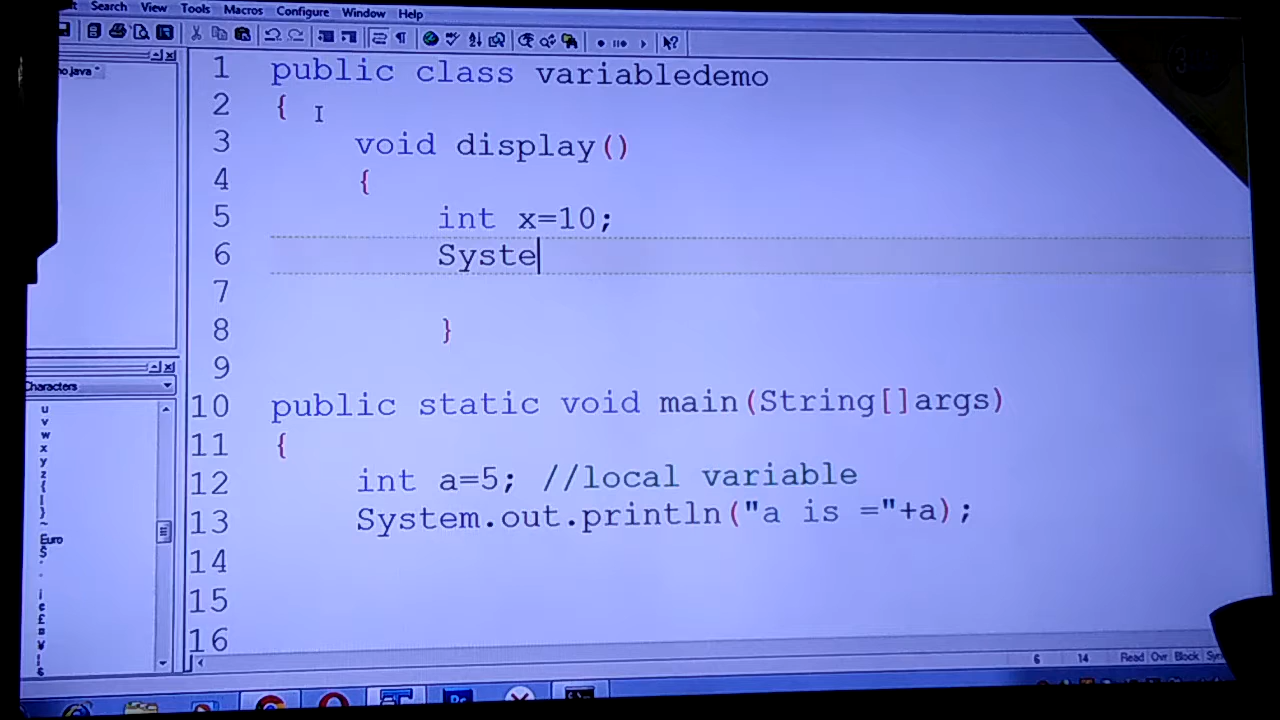 Search View Tools Macros Configure Window Help
1 public class variabledemo
2 {
3 void display()
4 {
5 int x=10;
6 Syste
7
8 }
9
10 public static void main(String[]args)
11 {
12 int a=5; //local variable
13 System.out.println("a is ="+a);
14
15
16
Characters
u
v
w
x
y
z
{
|
}
~
Euro
6 14 Read Ovr Block